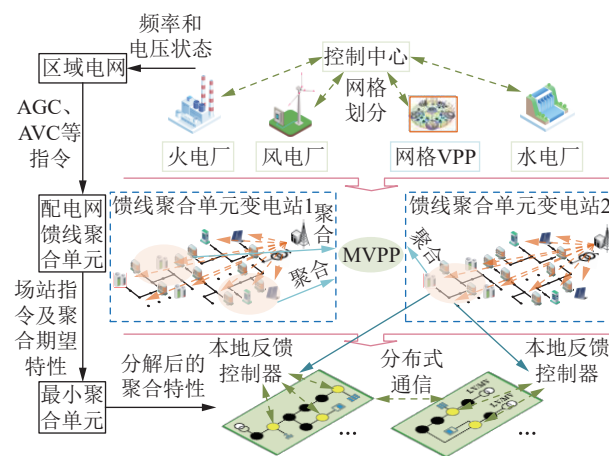 频率和
电压状态
区域电网
控制中心
网格
划分
AGC、
AVC等
指令
火电厂
风电厂
网格VPP
水电厂
配电网
馈线聚
合单元
馈线聚合单元变电站1
聚合
聚合
MVPP
馈线聚合单元变电站2
聚合
场站指
令及聚
合期望
特性
最小聚
合单元
分解后的
聚合特性
本地反馈
控制器
分布式
通信
本地反馈
控制器
...
...